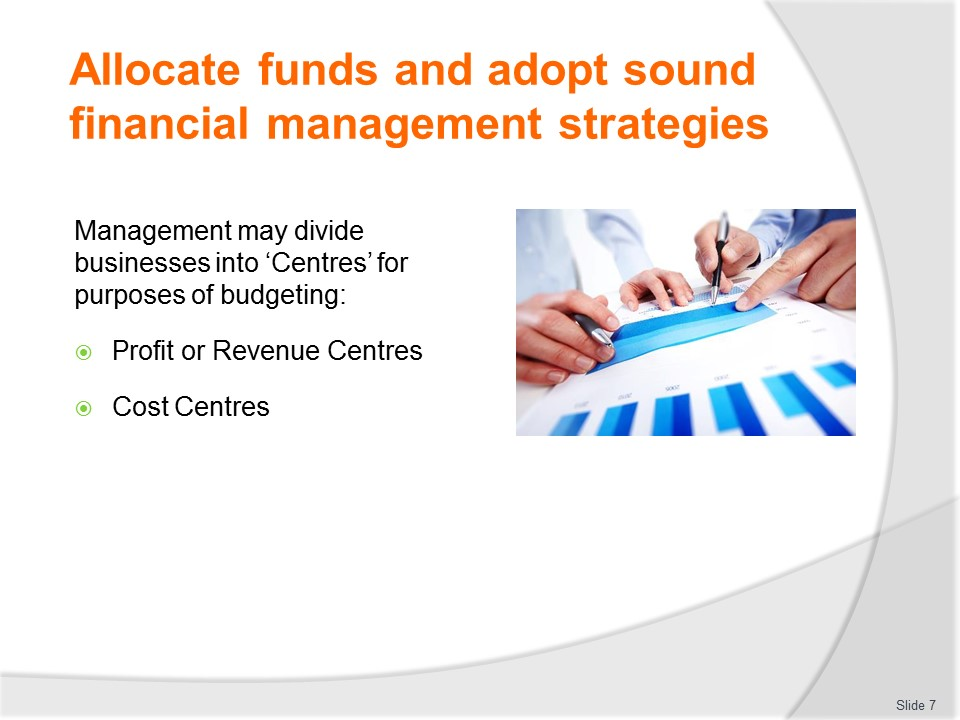 Allocate funds and adopt sound
financial management strategies
Management may divide
businesses into ‘Centres’ for
purposes of budgeting:
Profit or Revenue Centres
Cost Centres
Slide 7